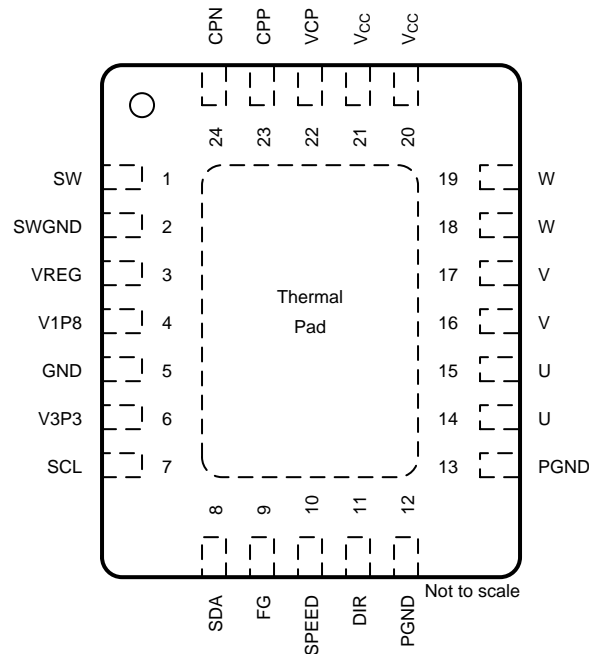 CPN CPP VCP VCC VCC
24 23 22 21 20
SW 1 19 W
SWGND 2 18 W
VREG 3 17 V
V1P8 4 16 V
GND 5 15 U
V3P3 6 14 U
SCL 7 13 PGND
Thermal
Pad
8 9 10 11 12
SDA FG SPEED DIR PGND
Not to scale